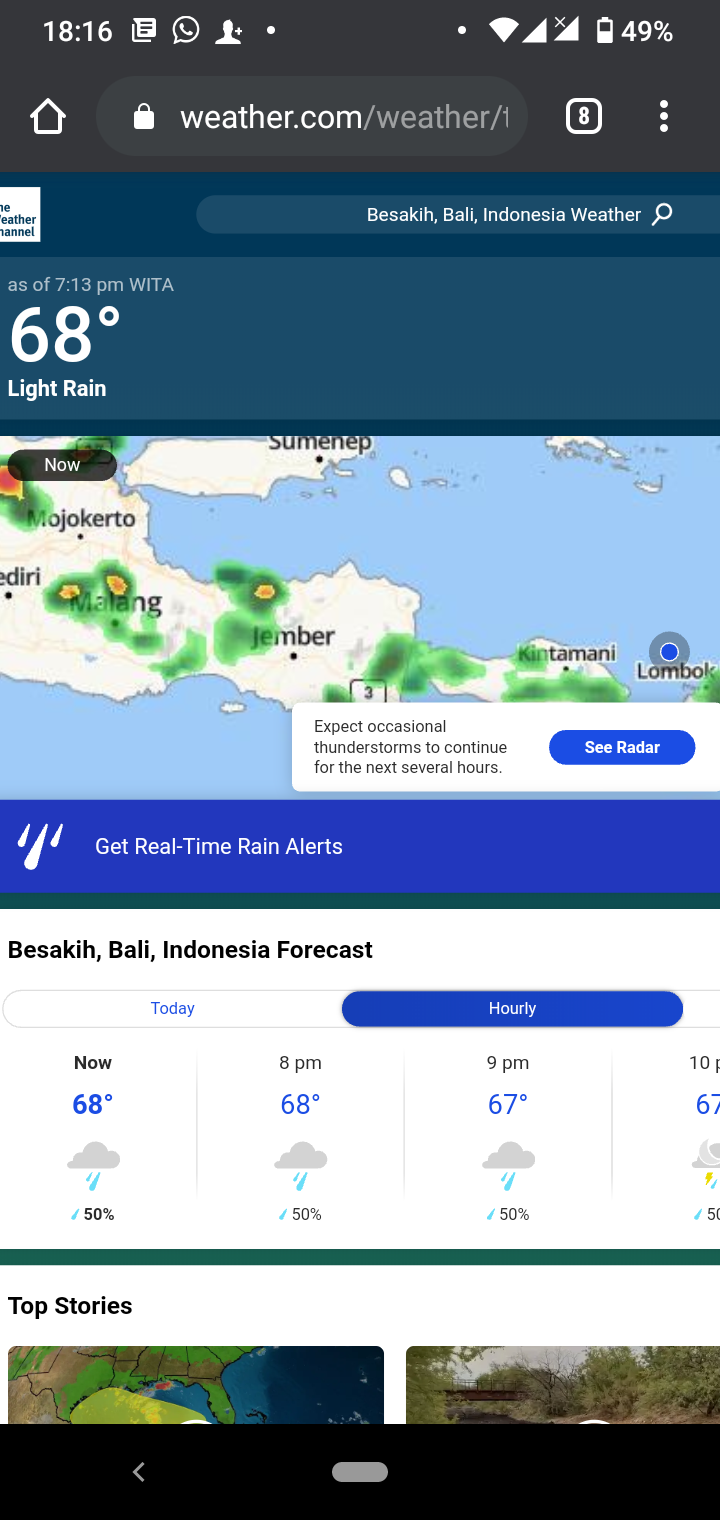 18:16
49%
weather.com/weather/t
8
he
eather
hannel
Besakih, Bali, Indonesia Weather
as of 7:13 pm WITA
68°
Light Rain
Sumenep
Now
Mojokerto
ediri
Malang
Jember
Kintamani
Lombok
3
Expect occasional
thunderstorms to continue
for the next several hours.
See Radar
Get Real-Time Rain Alerts
Besakih, Bali, Indonesia Forecast
Today Hourly
Now 8 pm 9 pm 10 p
68° 68° 67° 67
50% 50% 50% 50
Top Stories